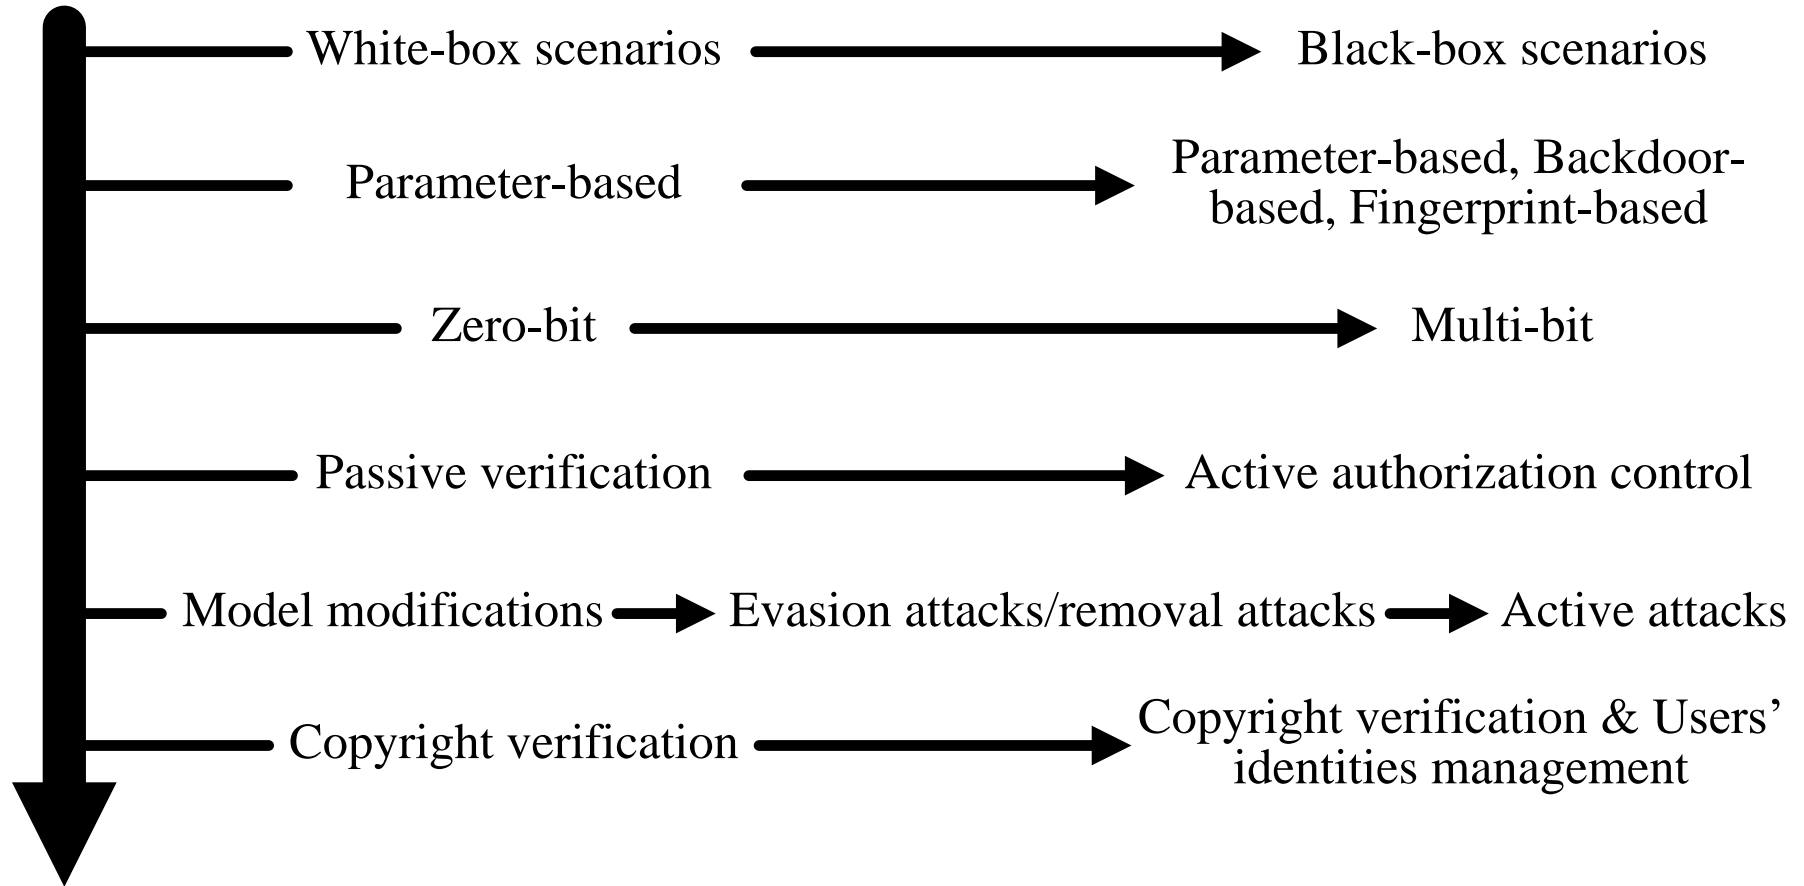 White-box scenarios
Black-box scenarios
Parameter-based
Parameter-based, Backdoor-
based, Fingerprint-based
Zero-bit
Multi-bit
Passive verification
Active authorization control
Model modifications
Evasion attacks/removal attacks
Active attacks
Copyright verification
Copyright verification & Users’
identities management